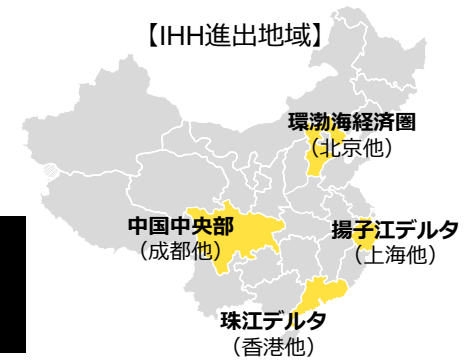 【IHH進出地域】
環渤海経済圏
（北京他）
中国中央部
（成都他）
揚子江デルタ
（上海他）
珠江デルタ
（香港他）